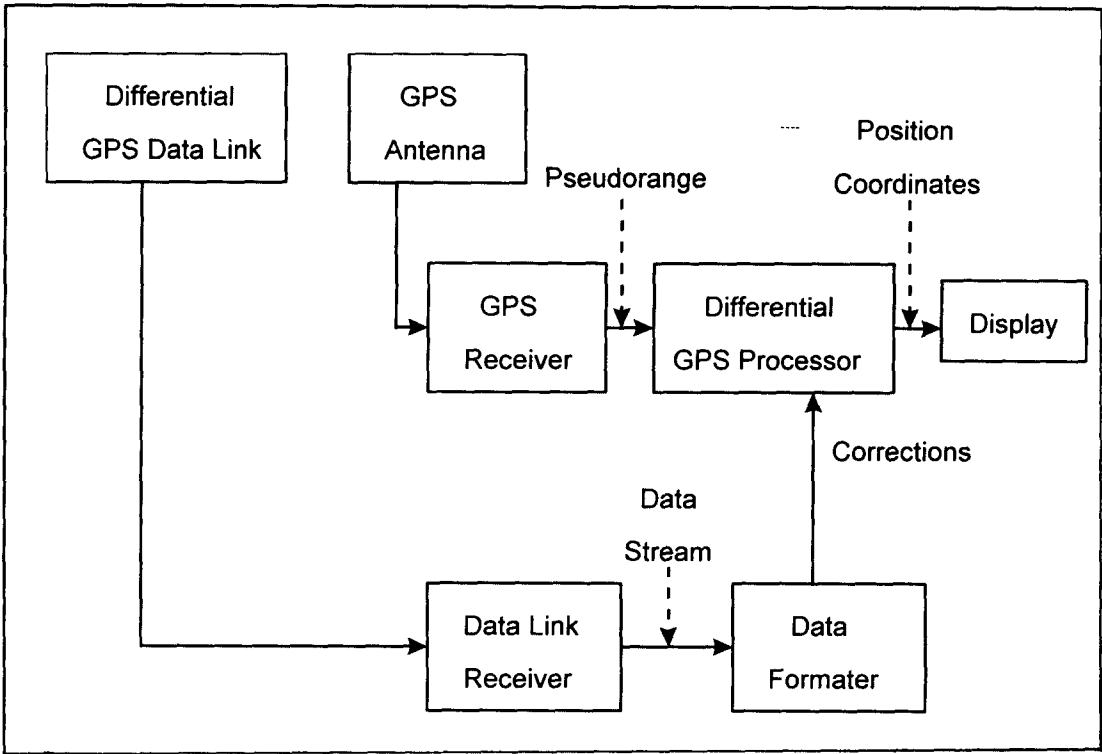 Differential
GPS Data Link
GPS
Antenna
Pseudorange
Position
Coordinates
GPS
Receiver
Differential
GPS Processor
Display
Corrections
Data
Stream
Data Link
Receiver
Data
Formater